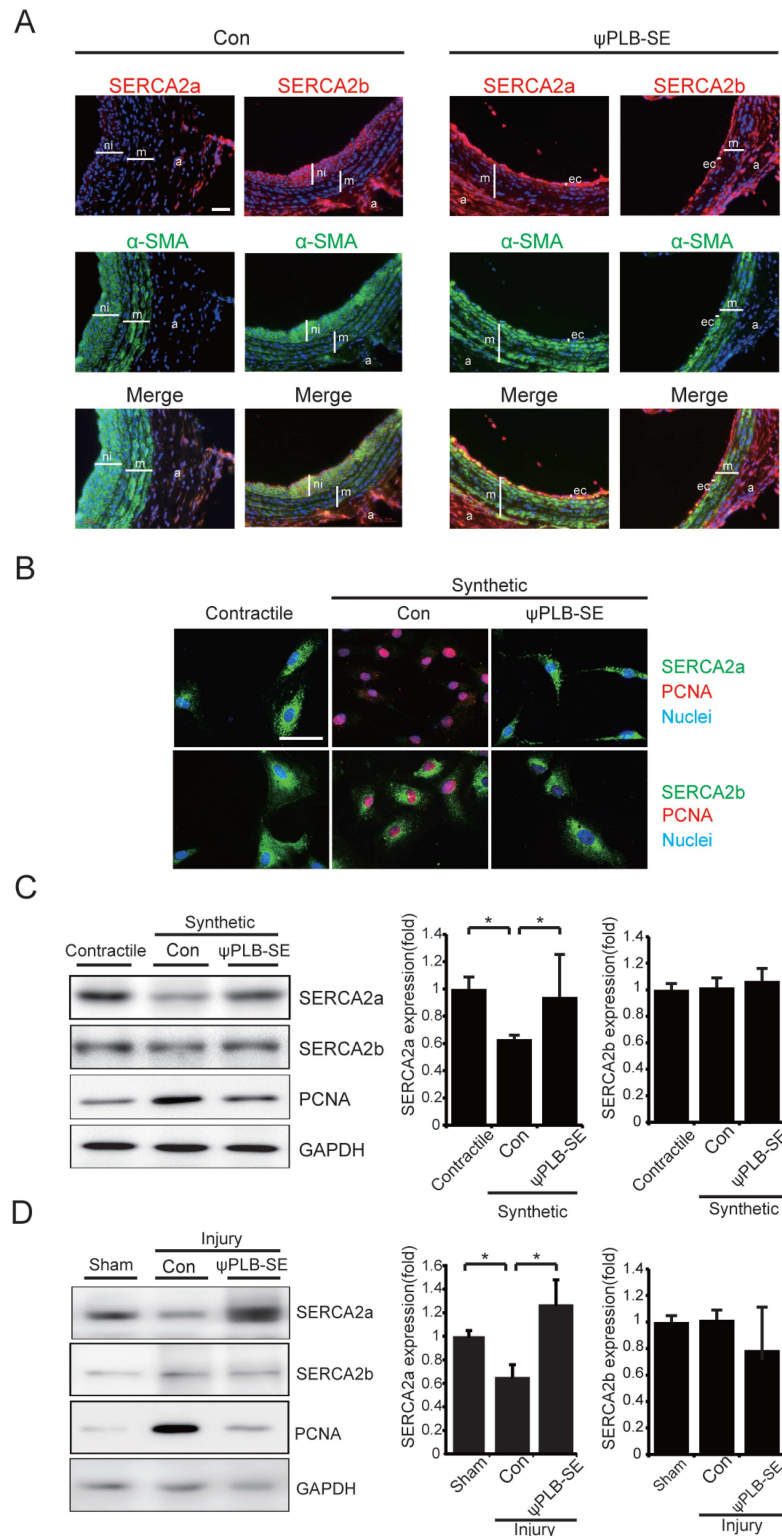 A
Con
ψPLB-SE
SERCA2a SERCA2b SERCA2a SERCA2b
ni m a ni m a m ec a ec m a
α-SMA α-SMA α-SMA α-SMA
ni m a ni m a m ec a ec m a
Merge Merge Merge Merge
ni m a ni m a m ec a ec m a
B
Synthetic
Contractile Con ψPLB-SE
SERCA2a
PCNA
Nuclei
SERCA2b
PCNA
Nuclei
C
Synthetic
Contractile Con ψPLB-SE
SERCA2a
SERCA2b
PCNA
GAPDH
SERCA2a expression(fold)
1.4
1.2
1
0.8
0.6
0.4
0.2
0
* *
Contractile Con ψPLB-SE
Synthetic
SERCA2b expression(fold)
1.4
1.2
1
0.8
0.6
0.4
0.2
0
Contractile Con ψPLB-SE
Synthetic
D
Injury
Sham Con ψPLB-SE
SERCA2a
SERCA2b
PCNA
GAPDH
SERCA2a expression(fold)
1.6
1.4
1.2
1
0.8
0.6
0.4
0.2
0
* *
Sham Con ψPLB-SE
Injury
SERCA2b expression(fold)
1.4
1.2
1
0.8
0.6
0.4
0.2
0
Sham Con ψPLB-SE
Injury